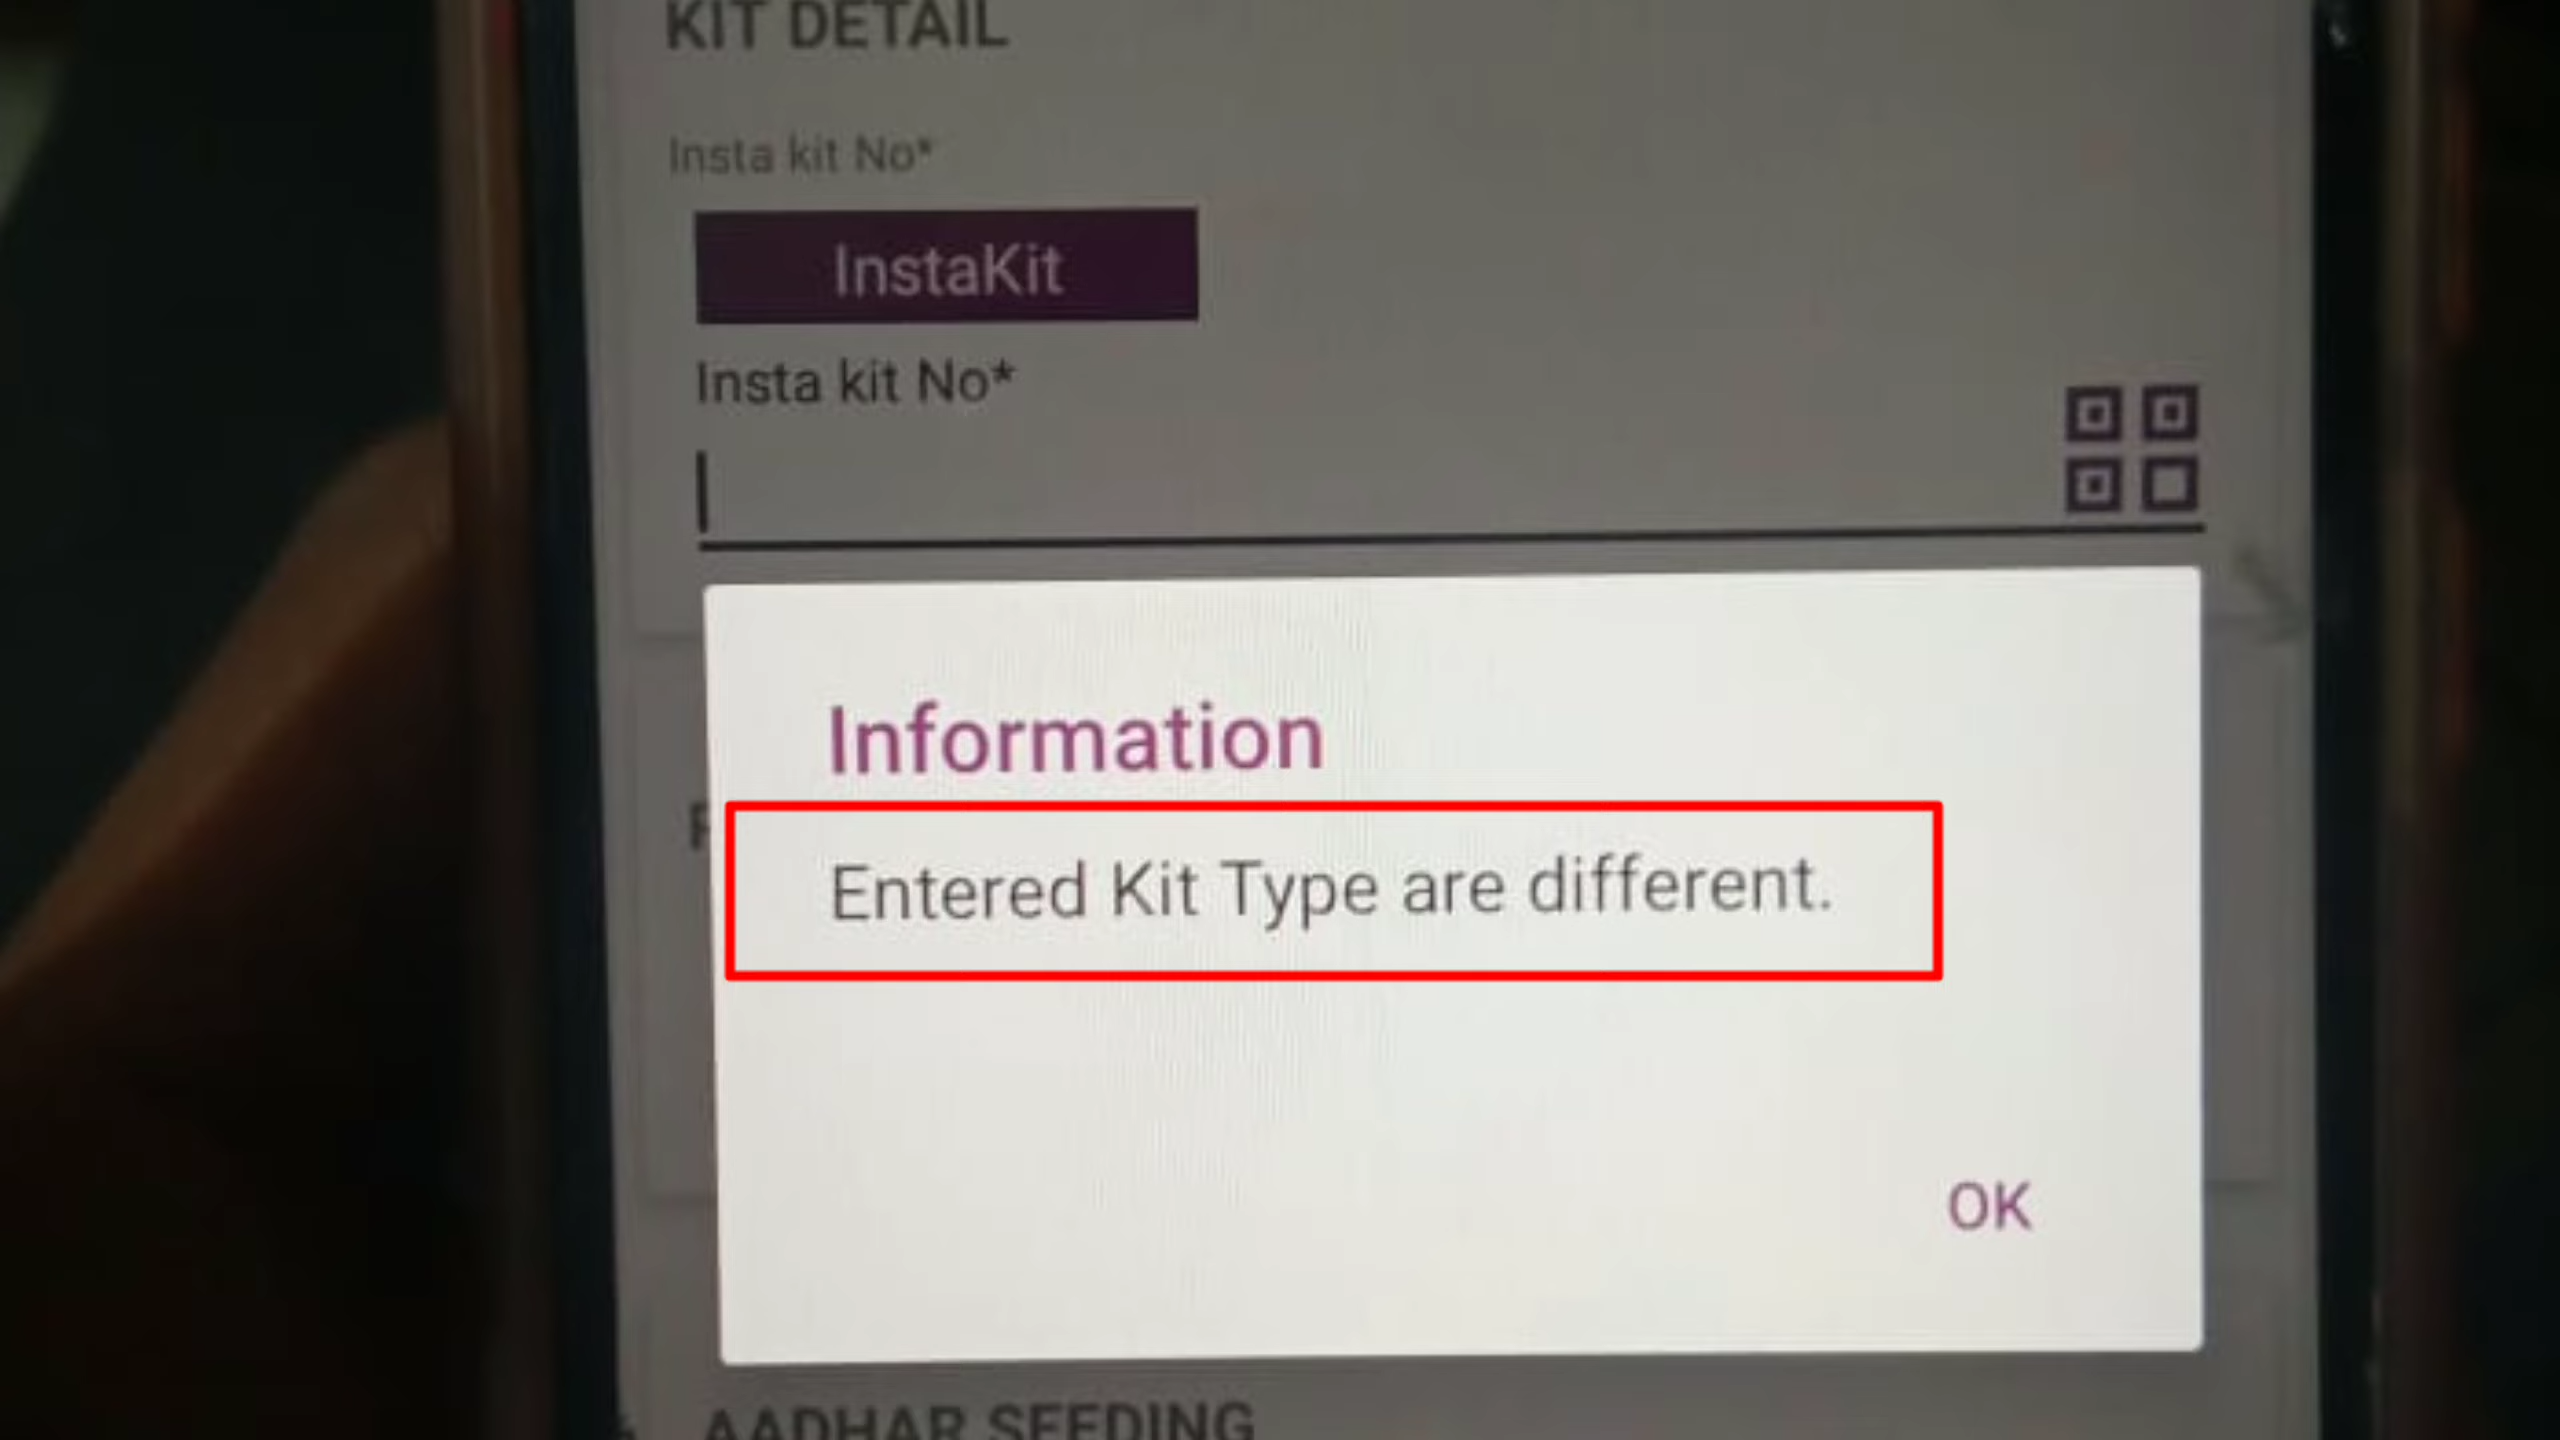 KIT DETAIL
Insta kit No*
InstaKit
Insta kit No*
Information
Entered Kit Type are different.
OK
AADHAR SEEDING